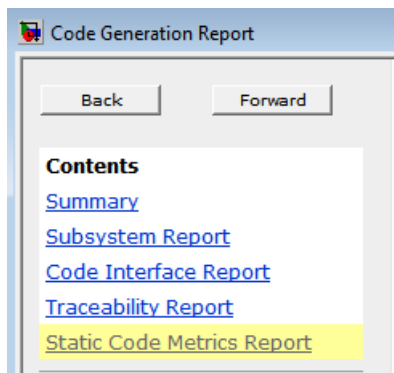 Code Generation Report
Back Forward
Contents
Summary
Subsystem Report
Code Interface Report
Traceability Report
Static Code Metrics Report